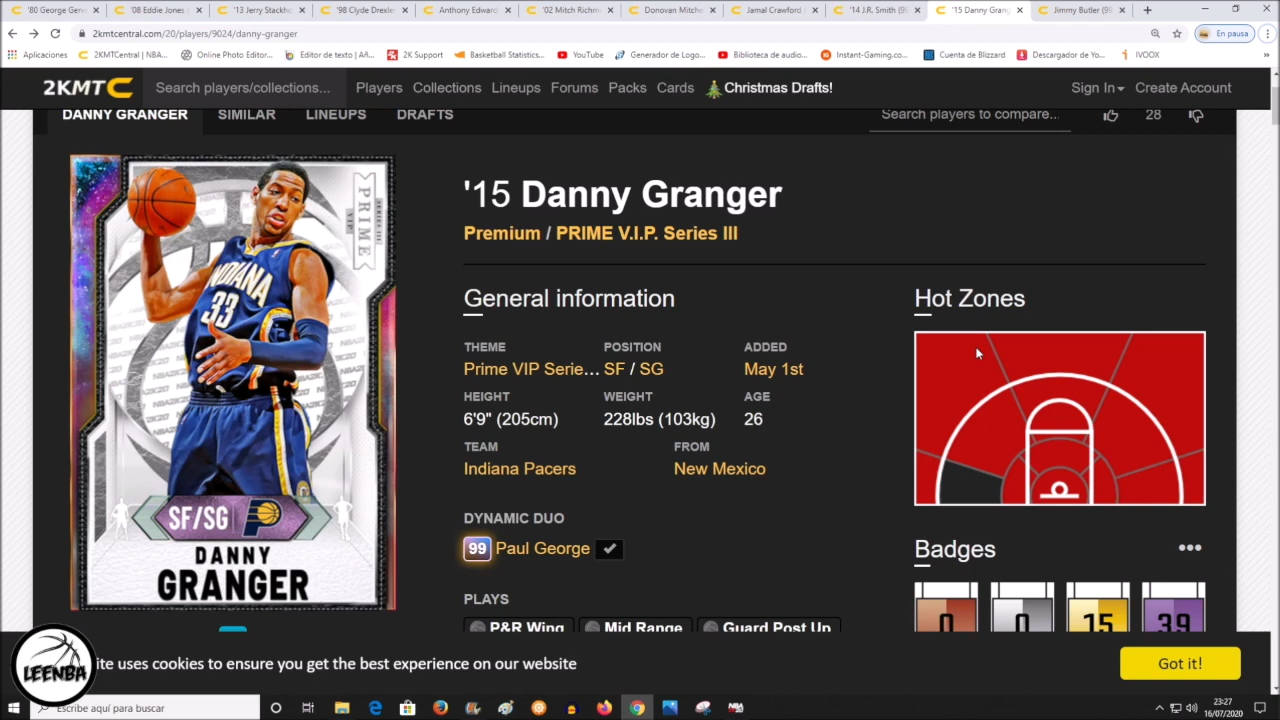 '80 George Gerv
'08 Eddie Jones (
'13 Jerry Stackho
'98 Clyde Drexle
Anthony Edward
'02 Mitch Richm
Donovan Mitche
Jamal Crawford (
'14 J.R. Smith (9
'15 Danny Grang
Jimmy Butler (99
2kmtcentral.com/20/players/9024/danny-granger
En pausa
Aplicaciones
2KMTCentral | NBA...
Online Photo Editor...
Editor de texto | Añ...
2K Support
Basketball Statistics...
YouTube
Generador de Logo...
Biblioteca de audio...
Instant-Gaming.co...
Cuenta de Blizzard
Descargador de Yo...
IVOOX
2KMTC
Search players/collections...
Players
Collections
Lineups
Forums
Packs
Cards
Christmas Drafts!
Sign In
Create Account
DANNY GRANGER
SIMILAR
LINEUPS
DRAFTS
Search players to compare...
28
PRIME
INDIANA
33
SF/SG
DANNY
GRANGER
'15 Danny Granger
Premium / PRIME V.I.P. Series III
General information
THEME POSITION ADDED
Prime VIP Serie... SF / SG May 1st
HEIGHT WEIGHT AGE
6'9" (205cm) 228lbs (103kg) 26
TEAM FROM
Indiana Pacers New Mexico
DYNAMIC DUO
99 Paul George
PLAYS
P&R Wing Mid Range Guard Post Up
Hot Zones
Badges
0 0 15 39
LEENBA
ite uses cookies to ensure you get the best experience on our website
Got it!
Escribe aquí para buscar
23:27
16/07/2020